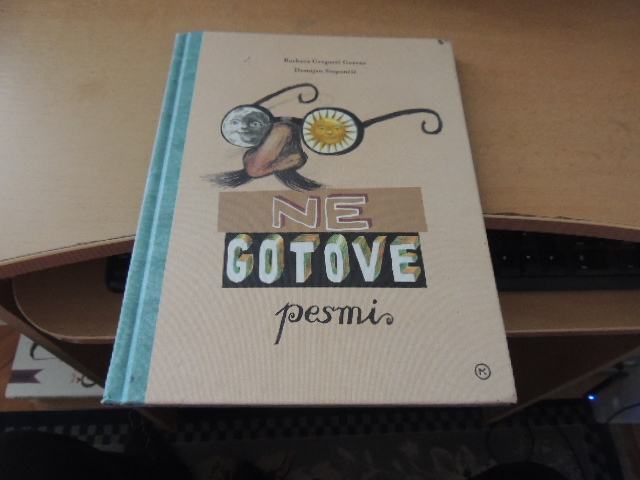 Barbara Gregorič Gorenc
Damijan Stepančič
NE
GOTOVE
pesmi